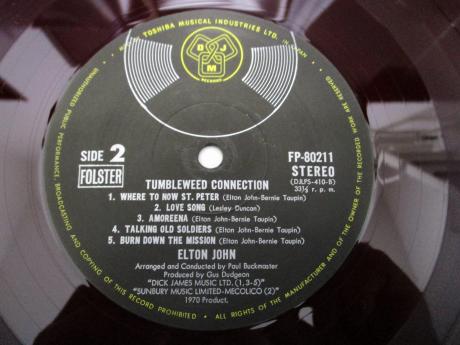 MFD. BY TOSHIBA MUSICAL INDUSTRIES LTD. IN JAPAN
DJM
RECORDS
SIDE 2
FOLSTER
FP-80211
STEREO
(DJLPS-410-B)
33⅓ r. p. m.
TUMBLEWEED CONNECTION
1. WHERE TO NOW ST. PETER (Elton John-Bernie Taupin)
2. LOVE SONG (Lesley Duncan)
3. AMOREENA (Elton John-Bernie Taupin)
4. TALKING OLD SOLDIERS (Elton John-Bernie Taupin)
5. BURN DOWN THE MISSION (Elton John-Bernie Taupin)
ELTON JOHN
Arranged and Conducted by Paul Buckmaster
Produced by Gus Dudgeon
"DICK JAMES MUSIC LTD. (1,3-5)"
"SUNBURY MUSIC LIMITED-MECOLICO (2)"
1970 Product.
UNAUTHORISED PUBLIC PERFORMANCE, BROADCASTING AND COPYING OF THIS RECORD PROHIBITED • ALL RIGHTS OF THE MANUFACTURER AND OF THE OWNER OF THE RECORDED WORK ARE RESERVED